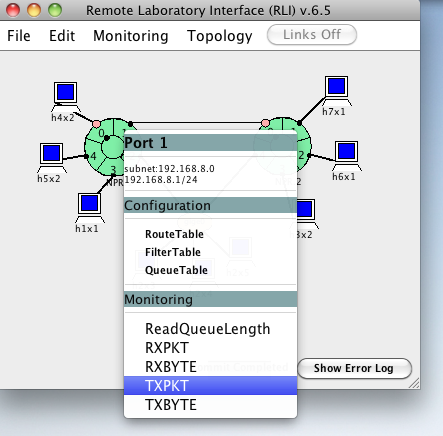 Remote Laboratory Interface (RLI) v.6.5
File Edit Monitoring Topology Links Off
h4x2
h7x1
0
1
Port 1
h5x2
4
subnet:192.168.8.0
192.168.8.1/24
2
h6x1
3
NPR
2
Configuration
h1x1
3x2
RouteTable
FilterTable
QueueTable
Monitoring
ReadQueueLength
RXPKT
RXBYTE
Show Error Log
TXPKT
TXBYTE